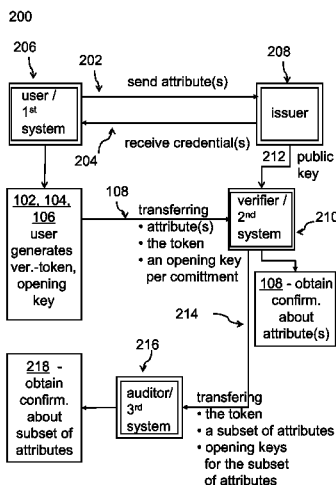 200
206
202
208
send attribute(s)
user /
1st
system
issuer
receive credential(s)
204
212
public
key
102, 104,
106
user
generates
ver.-token,
opening
key
108
transferring
• attribute(s)
• the token
• an opening key
per comittment
verifier /
2nd
system
210
214
108 - obtain
confirm.
about
attribute(s)
216
218 -
obtain
confirm.
about
subset of
attributes
auditor/
3rd
system
transfering
• the token
• a subset of attributes
• opening keys
for the subset
of attributes